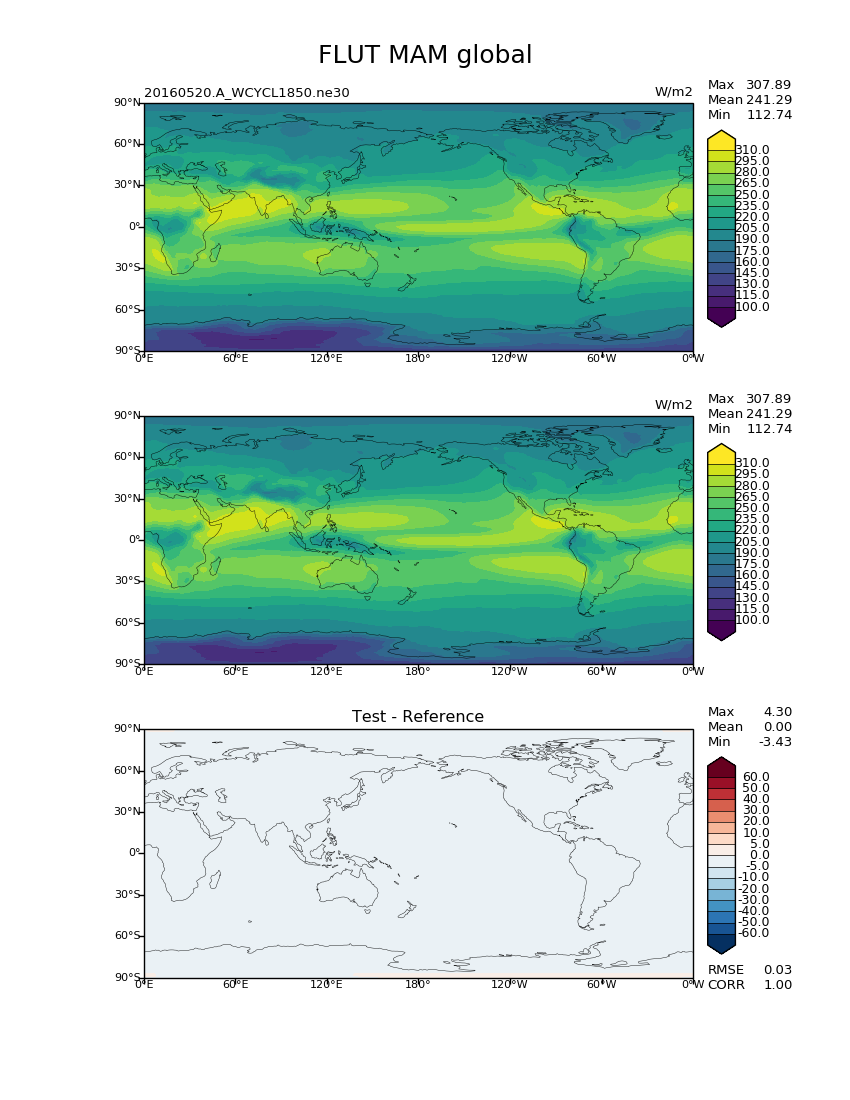 FLUT MAM global
20160520.A_WCYCL1850.ne30
W/m2
Max 307.89
Mean 241.29
Min 112.74
90°N
60°N
30°N
0°
30°S
60°S
90°S
0°E 60°E 120°E 180° 120°W 60°W 0°W
310.0
295.0
280.0
265.0
250.0
235.0
220.0
205.0
190.0
175.0
160.0
145.0
130.0
115.0
100.0
W/m2
Max 307.89
Mean 241.29
Min 112.74
90°N
60°N
30°N
0°
30°S
60°S
90°S
0°E 60°E 120°E 180° 120°W 60°W 0°W
310.0
295.0
280.0
265.0
250.0
235.0
220.0
205.0
190.0
175.0
160.0
145.0
130.0
115.0
100.0
Test - Reference
Max 4.30
Mean 0.00
Min -3.43
90°N
60°N
30°N
0°
30°S
60°S
90°S
0°E 60°E 120°E 180° 120°W 60°W 0°W
60.0
50.0
40.0
30.0
20.0
10.0
5.0
0.0
-5.0
-10.0
-20.0
-30.0
-40.0
-50.0
-60.0
RMSE 0.03
CORR 1.00